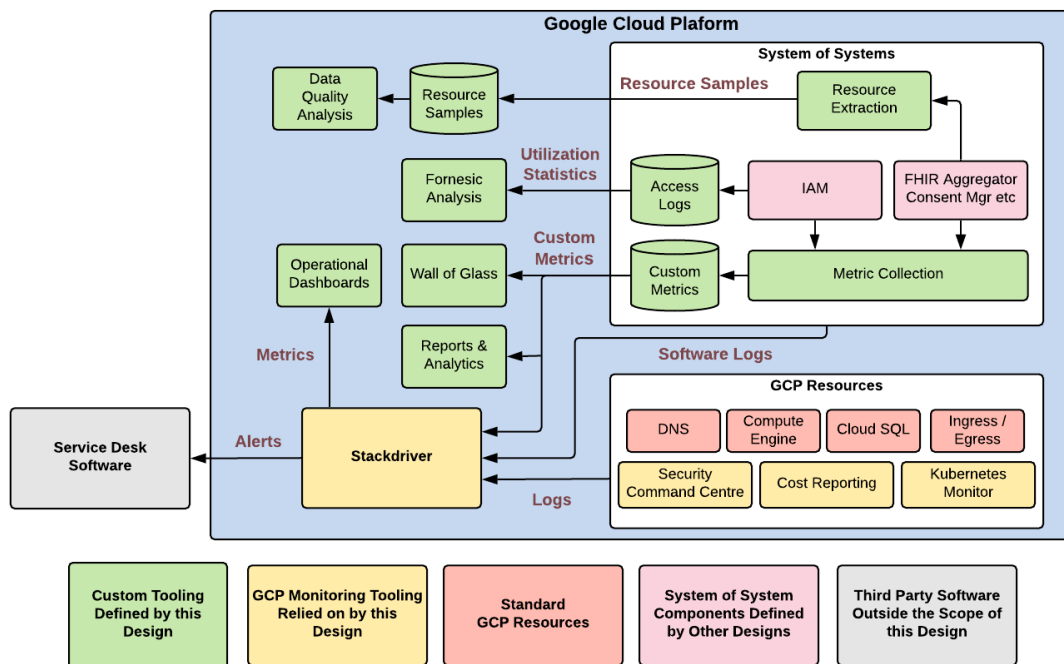 Google Cloud Plaform
System of Systems
Data
Quality
Analysis
Resource
Samples
Resource Samples
Resource
Extraction
Utilization
Statistics
Fornesic
Analysis
Access
Logs
IAM
FHIR Aggregator
Consent Mgr etc
Custom
Metrics
Operational
Dashboards
Wall of Glass
Custom
Metrics
Metric Collection
Metrics
Reports &
Analytics
Software Logs
GCP Resources
DNS
Compute
Engine
Cloud SQL
Ingress /
Egress
Service Desk
Software
Alerts
Stackdriver
Security
Command Centre
Cost Reporting
Kubernetes
Monitor
Logs
Custom Tooling
Defined by this
Design
GCP Monitoring Tooling
Relied on by this
Design
Standard
GCP Resources
System of System
Components Defined
by Other Designs
Third Party Software
Outside the Scope of
this Design